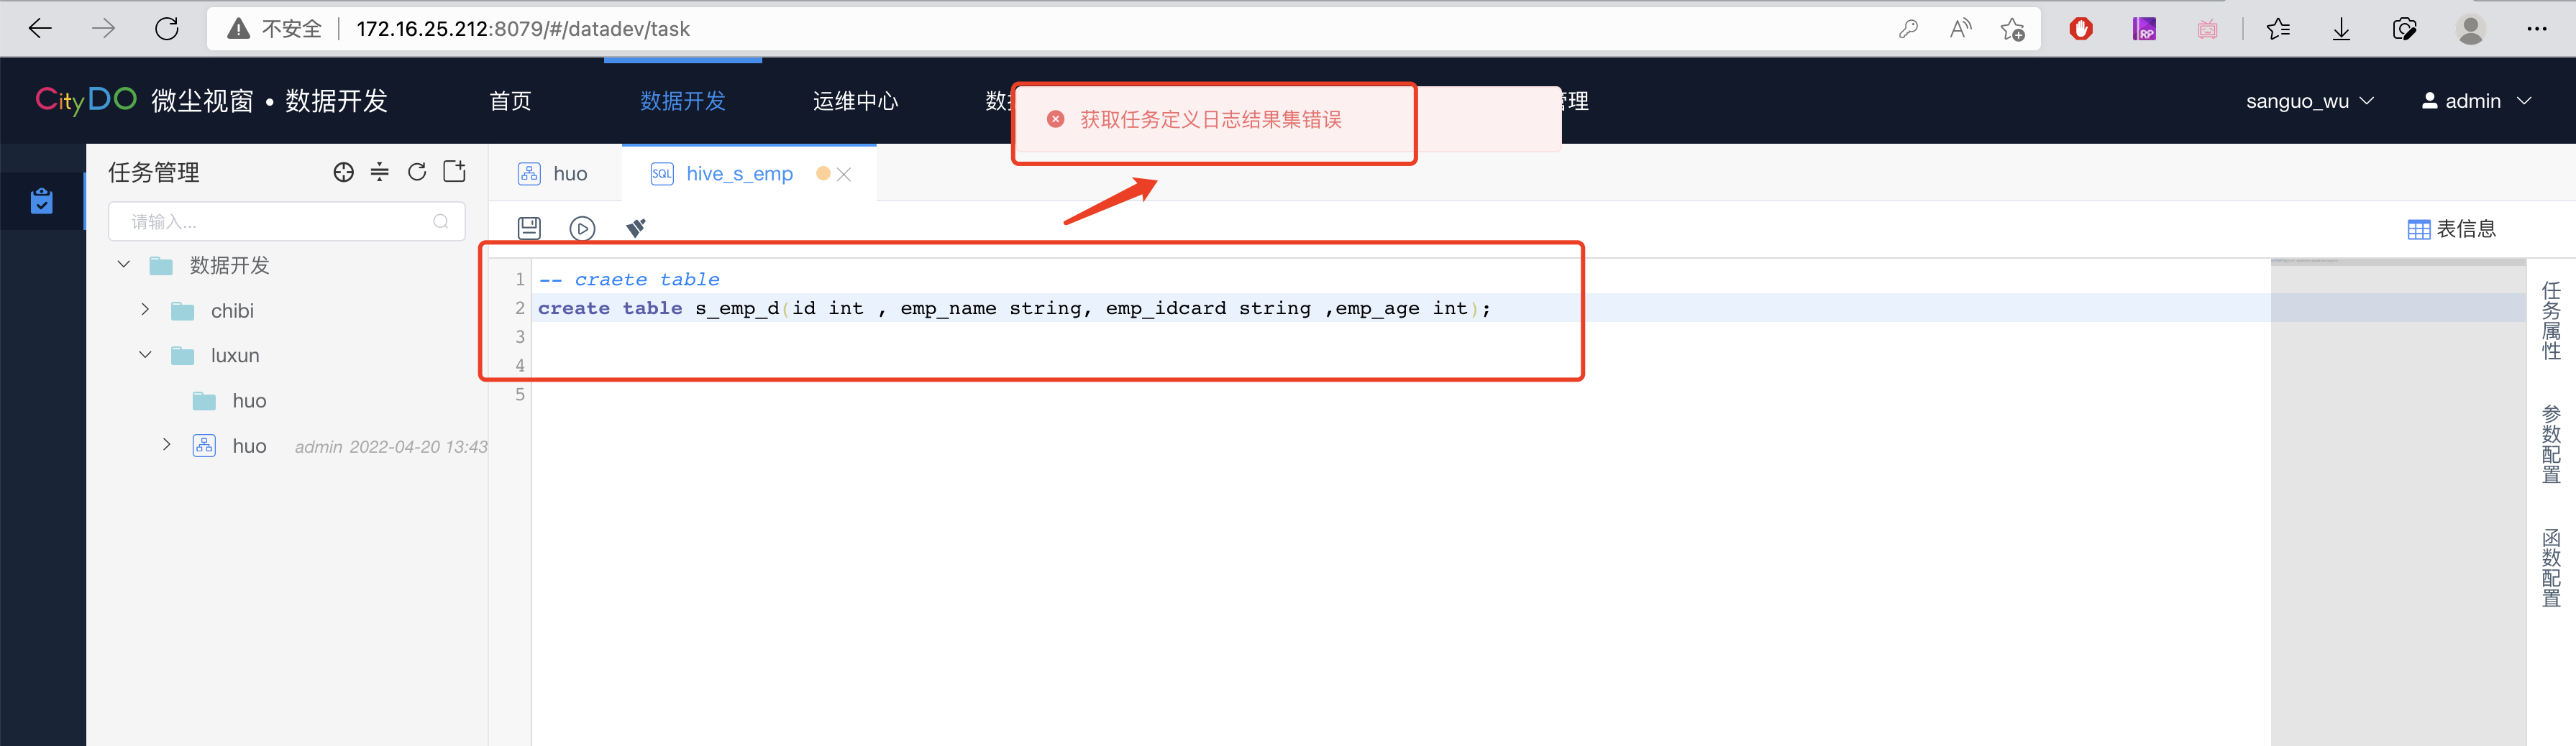 不安全 172.16.25.212:8079/#/datadev/task
CityDO 微尘视窗 • 数据开发 首页 数据开发 运维中心 管理 sanguo_wu admin
获取任务定义日志结果集错误
任务管理
huo
SQL hive_s_emp
请输入...
表信息
数据开发
chibi
luxun
huo
huo admin 2022-04-20 13:43
1 -- craete table
2 create table s_emp_d(id int , emp_name string, emp_idcard string ,emp_age int);
3
4
5
任务属性
参数配置
函数配置